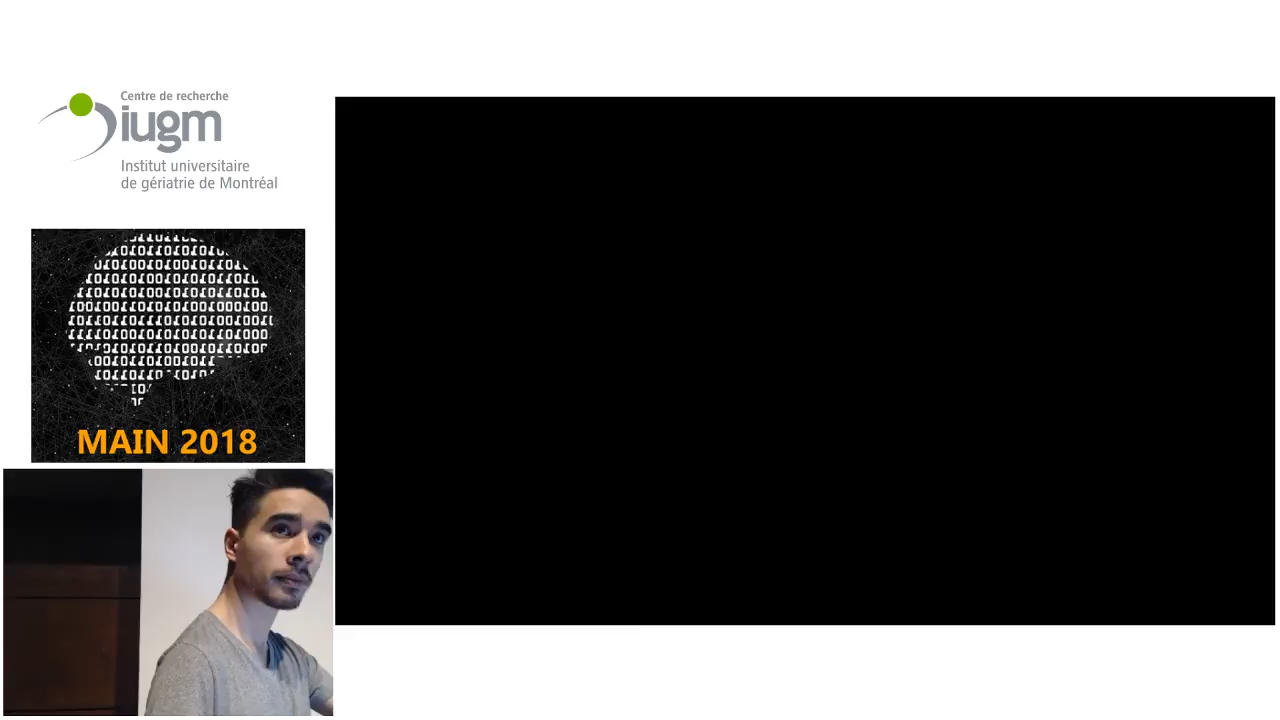 Centre de recherche
iugm
Institut universitaire
de gériatrie de Montréal
MAIN 2018